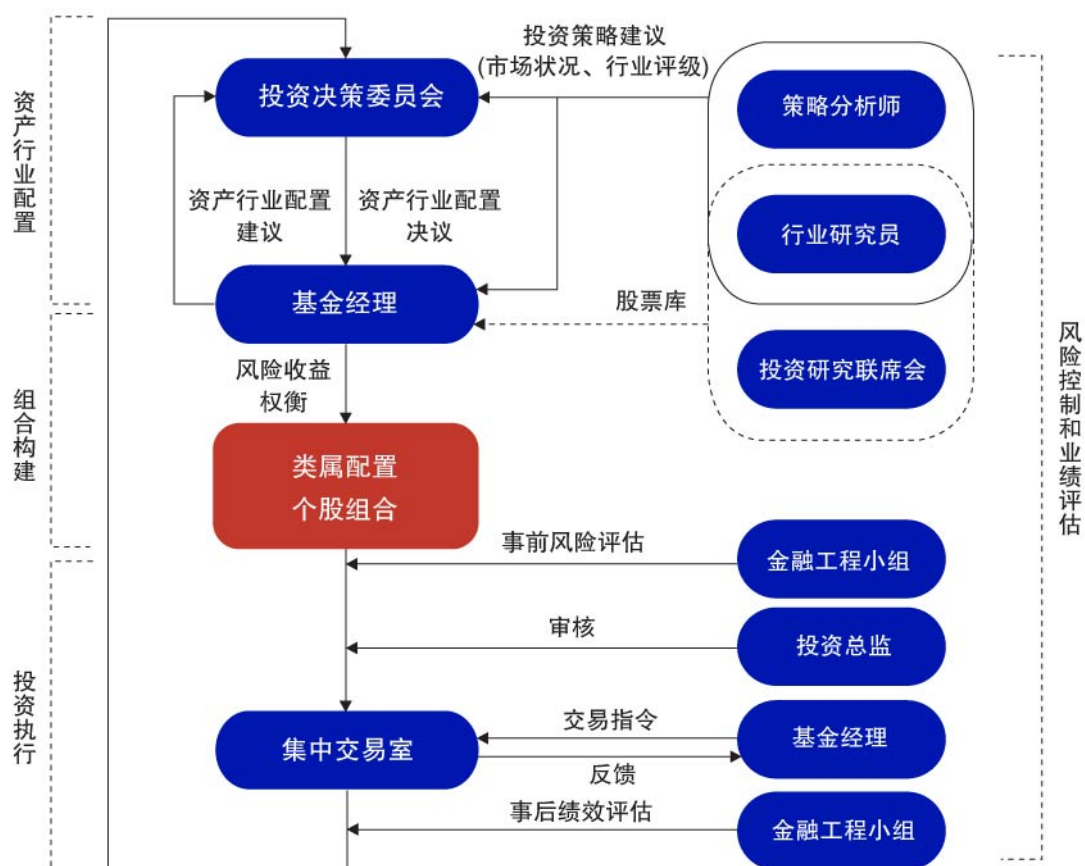 投资策略建议
(市场状况、行业评级)
投资决策委员会
策略分析师
资产行业配置
资产行业配置
建议
资产行业配置
决议
行业研究员
基金经理
股票库
投资研究联席会
风险控制和业绩评估
风险收益
权衡
组合构建
类属配置
个股组合
事前风险评估
金融工程小组
审核
投资总监
投资执行
集中交易室
交易指令
基金经理
反馈
事后绩效评估
金融工程小组